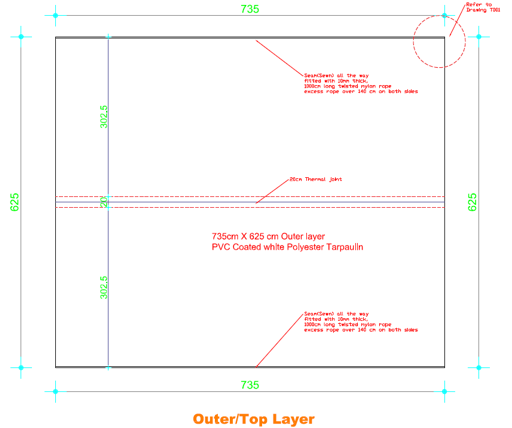 735
Refer to
Drawing 7001
625
625
302,5
Seam(Sewn) all the way
fitted with 10mm thick,
1000cm long twisted nylon rope
excess rope over 140 cm on both sides
20cm Thermal joint
20
735cm X 625 cm Outer layer
PVC Coated white Polyester Tarpaulin
302,5
Seam(Sewn) all the way
fitted with 10mm thick,
1000cm long twisted nylon rope
excess rope over 140 cm on both sides
735
Outer/Top Layer